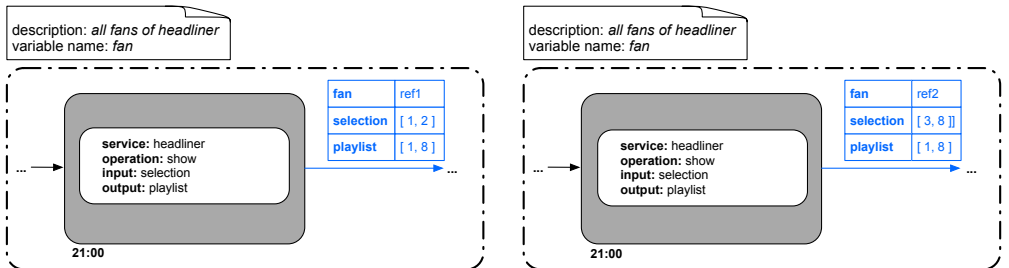 description: all fans of headliner
variable name: fan
fan ref1
selection [ 1, 2 ]
playlist [ 1, 8 ]
service: headliner
operation: show
input: selection
output: playlist
...
...
21:00
description: all fans of headliner
variable name: fan
fan ref2
selection [ 3, 8 ]]
playlist [ 1, 8 ]
service: headliner
operation: show
input: selection
output: playlist
...
...
21:00